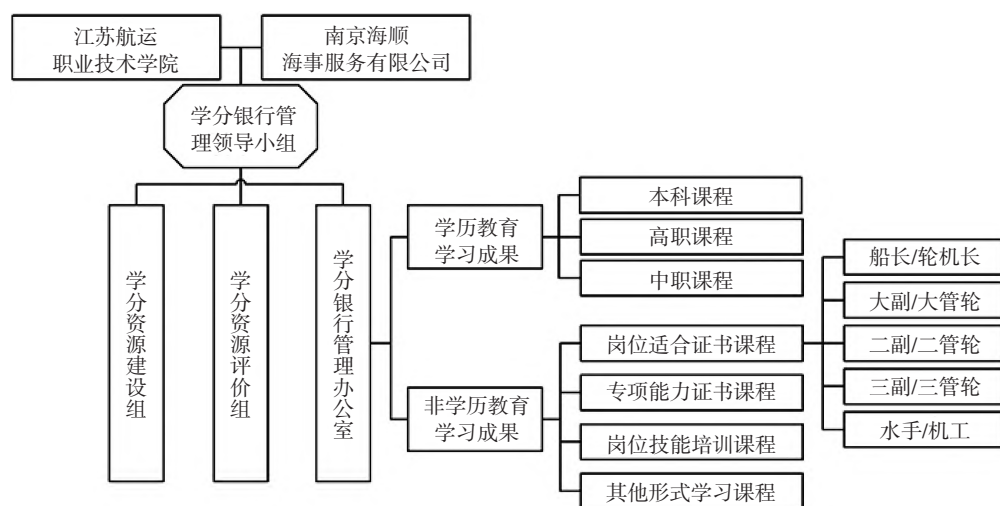 江苏航运
职业技术学院
南京海顺
海事服务有限公司
学分银行管
理领导小组
学分资源建设组
学分资源评价组
学分银行管理办公室
学历教育
学习成果
非学历教育
学习成果
本科课程
高职课程
中职课程
岗位适合证书课程
专项能力证书课程
岗位技能培训课程
其他形式学习课程
船长/轮机长
大副/大管轮
二副/二管轮
三副/三管轮
水手/机工